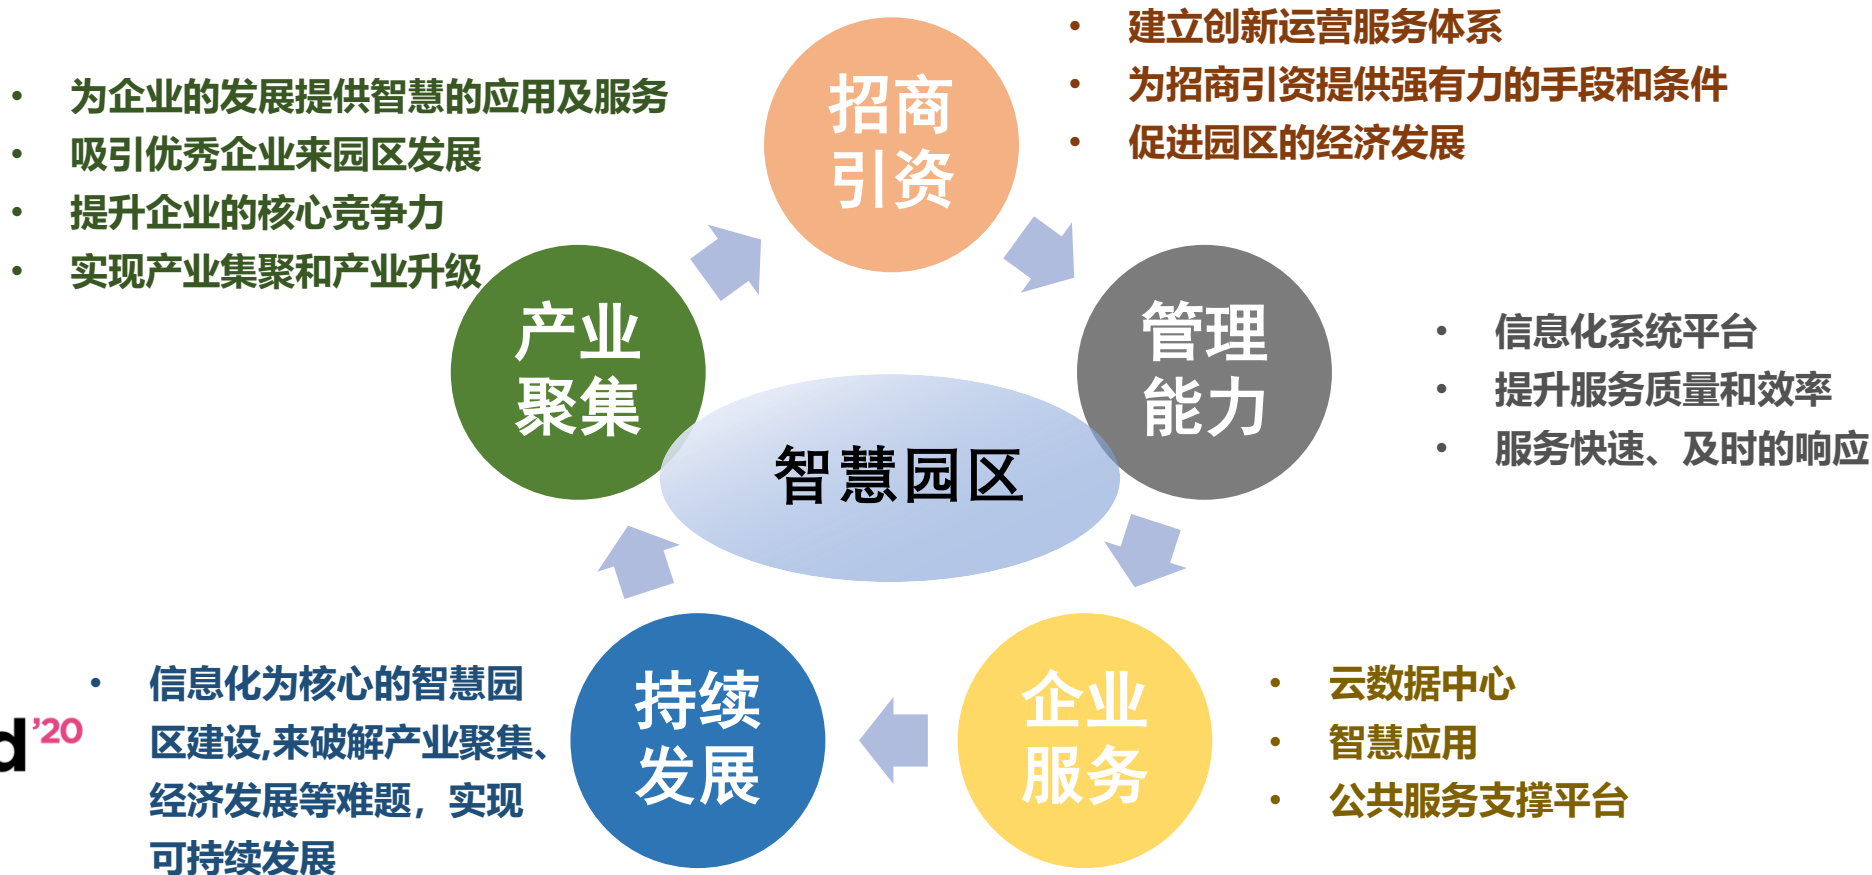 • 建立创新运营服务体系
• 为招商引资提供强有力的手段和条件
• 促进园区的经济发展
• 为企业的发展提供智慧的应用及服务
• 吸引优秀企业来园区发展
• 提升企业的核心竞争力
• 实现产业集聚和产业升级
招商
引资
产业
聚集
管理
能力
• 信息化系统平台
• 提升服务质量和效率
• 服务快速、及时的响应
智慧园区
• 信息化为核心的智慧园
区建设,来破解产业聚集、
经济发展等难题，实现
可持续发展
d'20
持续
发展
企业
服务
• 云数据中心
• 智慧应用
• 公共服务支撑平台